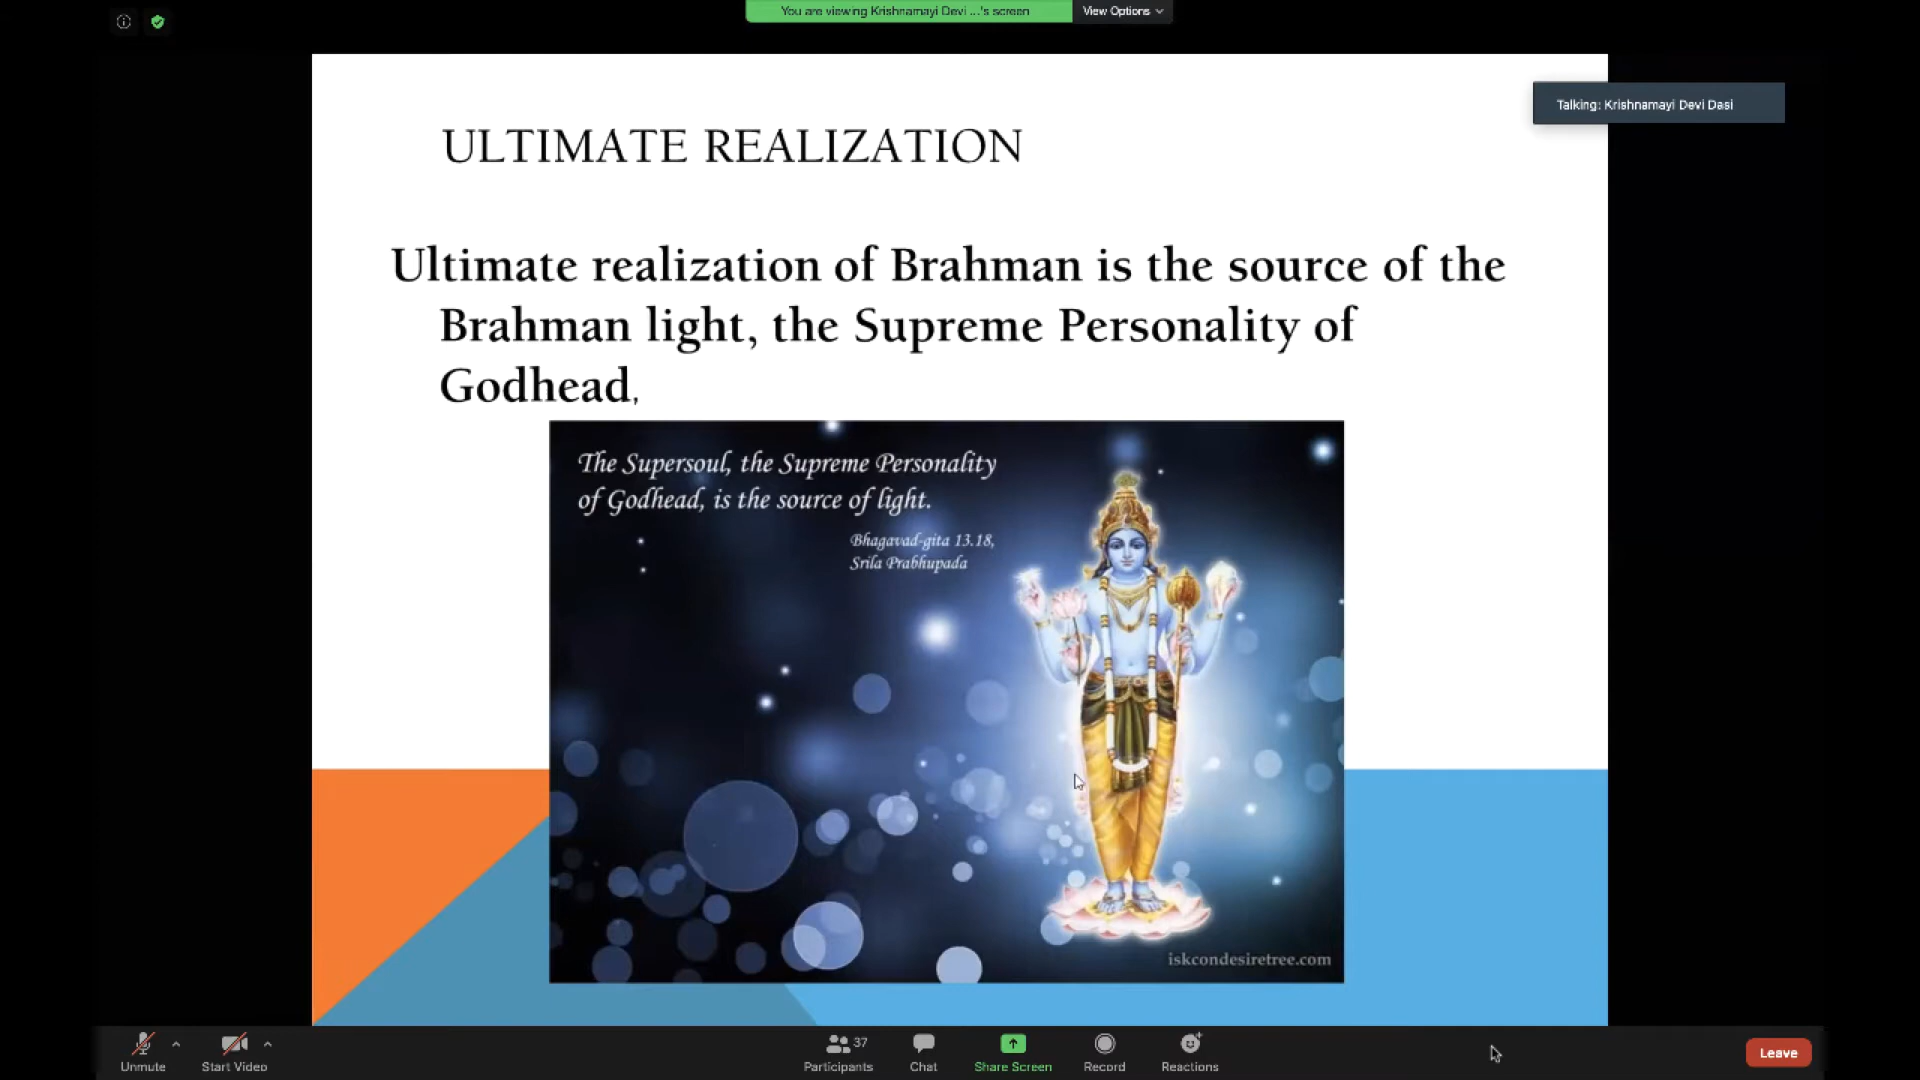 You are viewing Krishnamayi Devi ...'s screen
View Options
Talking: Krishnamayi Devi Dasi
ULTIMATE REALIZATION
Ultimate realization of Brahman is the source of the
Brahman light, the Supreme Personality of
Godhead,
The Supersoul, the Supreme Personality
of Godhead, is the source of light.
Bhagavad-gita 13.18,
Srila Prabhupada
iskcondesiretree.com
Unmute
Start Video
37
Participants
Chat
Share Screen
Record
Reactions
Leave